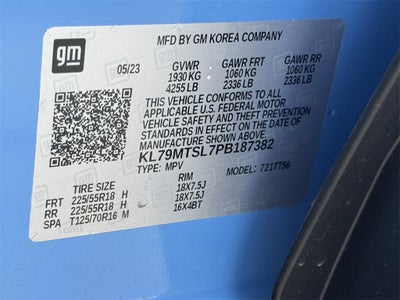 gm
MFD BY GM KOREA COMPANY
05/23 GVWR GAWR FRT GAWR RR
1930 KG 1060 KG 1060 KG
4255 LB 2336 LB 2336 LB
THIS VEHICLE CONFORMS TO ALL
APPLICABLE U.S. FEDERAL MOTOR
VEHICLE SAFETY AND THEFT PREVENTION
STANDARDS IN EFFECT ON THE DATE OF
MANUFACTURE SHOWN ABOVE.
KL79MTSL7PB187382
TYPE: MPV MODEL: 721TT56
TIRE SIZE RIM
FRT 225/55R18 H 18X7.5J
RR 225/55R18 H 18X7.5J
SPA T125/70R16 M 16X4BT